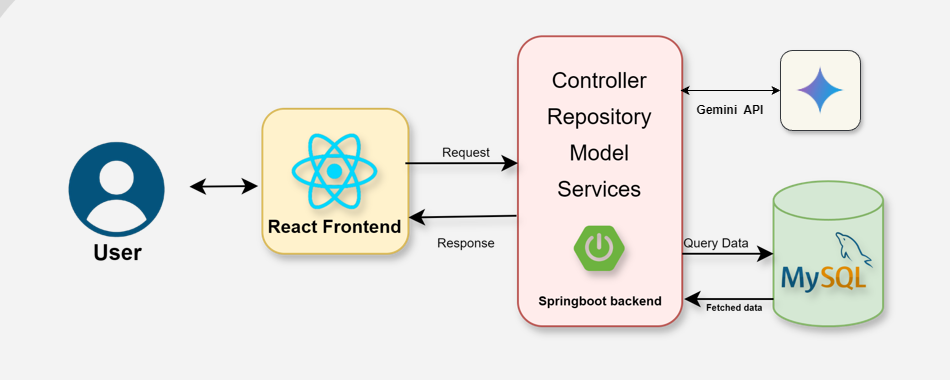 User
React Frontend
Request
Response
Controller
Repository
Model
Services
Springboot backend
Gemini API
Query Data
Fetched data
MySQL